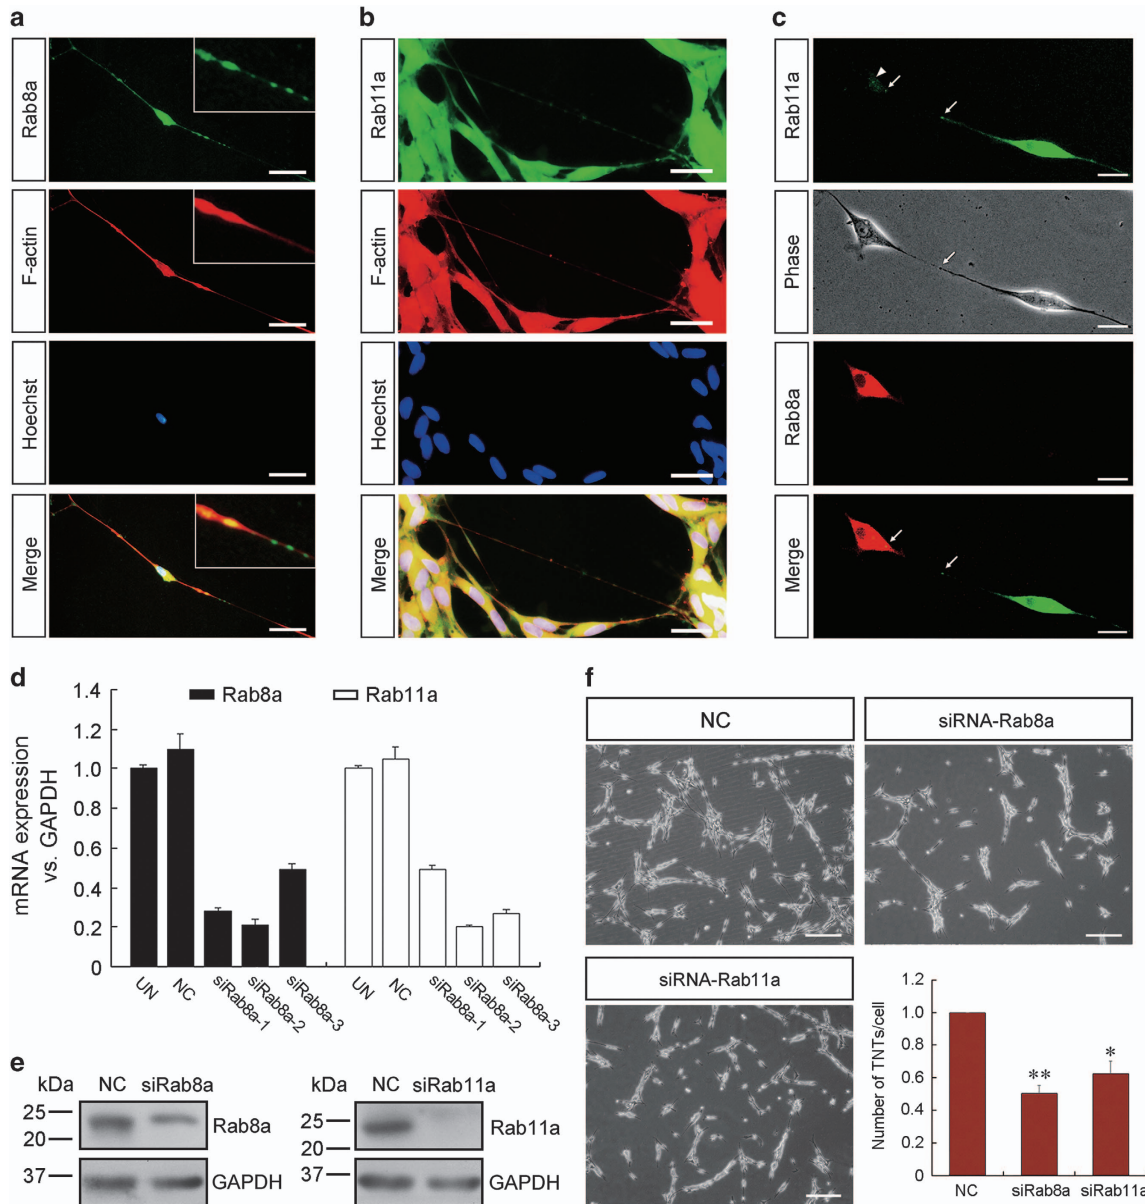 a
b
c
Rab8a
F-actin
Hoechst
Merge
Rab11a
F-actin
Hoechst
Merge
Rab11a
Phase
Rab8a
Merge
d
Rab8a
Rab11a
mRNA expression
vs. GAPDH
1.4
1.2
1.0
0.8
0.6
0.4
0.2
0
UN
NC
siRab8a-1
siRab8a-2
siRab8a-3
UN
NC
siRab8a-1
siRab8a-2
siRab8a-3
e
kDa
NC
siRab8a
25
20
37
Rab8a
GAPDH
kDa
NC
siRab11a
25
20
37
Rab11a
GAPDH
f
NC
siRNA-Rab8a
siRNA-Rab11a
Number of TNTs/cell
1.2
1.0
0.8
0.6
0.4
0.2
0
**
*
NC
siRab8a
siRab11a